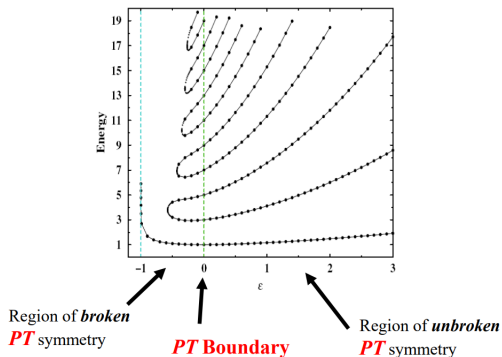 19
17
15
13
11
9
7
5
3
1
Energy
-1
0
1
2
3
ε
Region of broken
PT symmetry
PT Boundary
Region of unbroken
PT symmetry